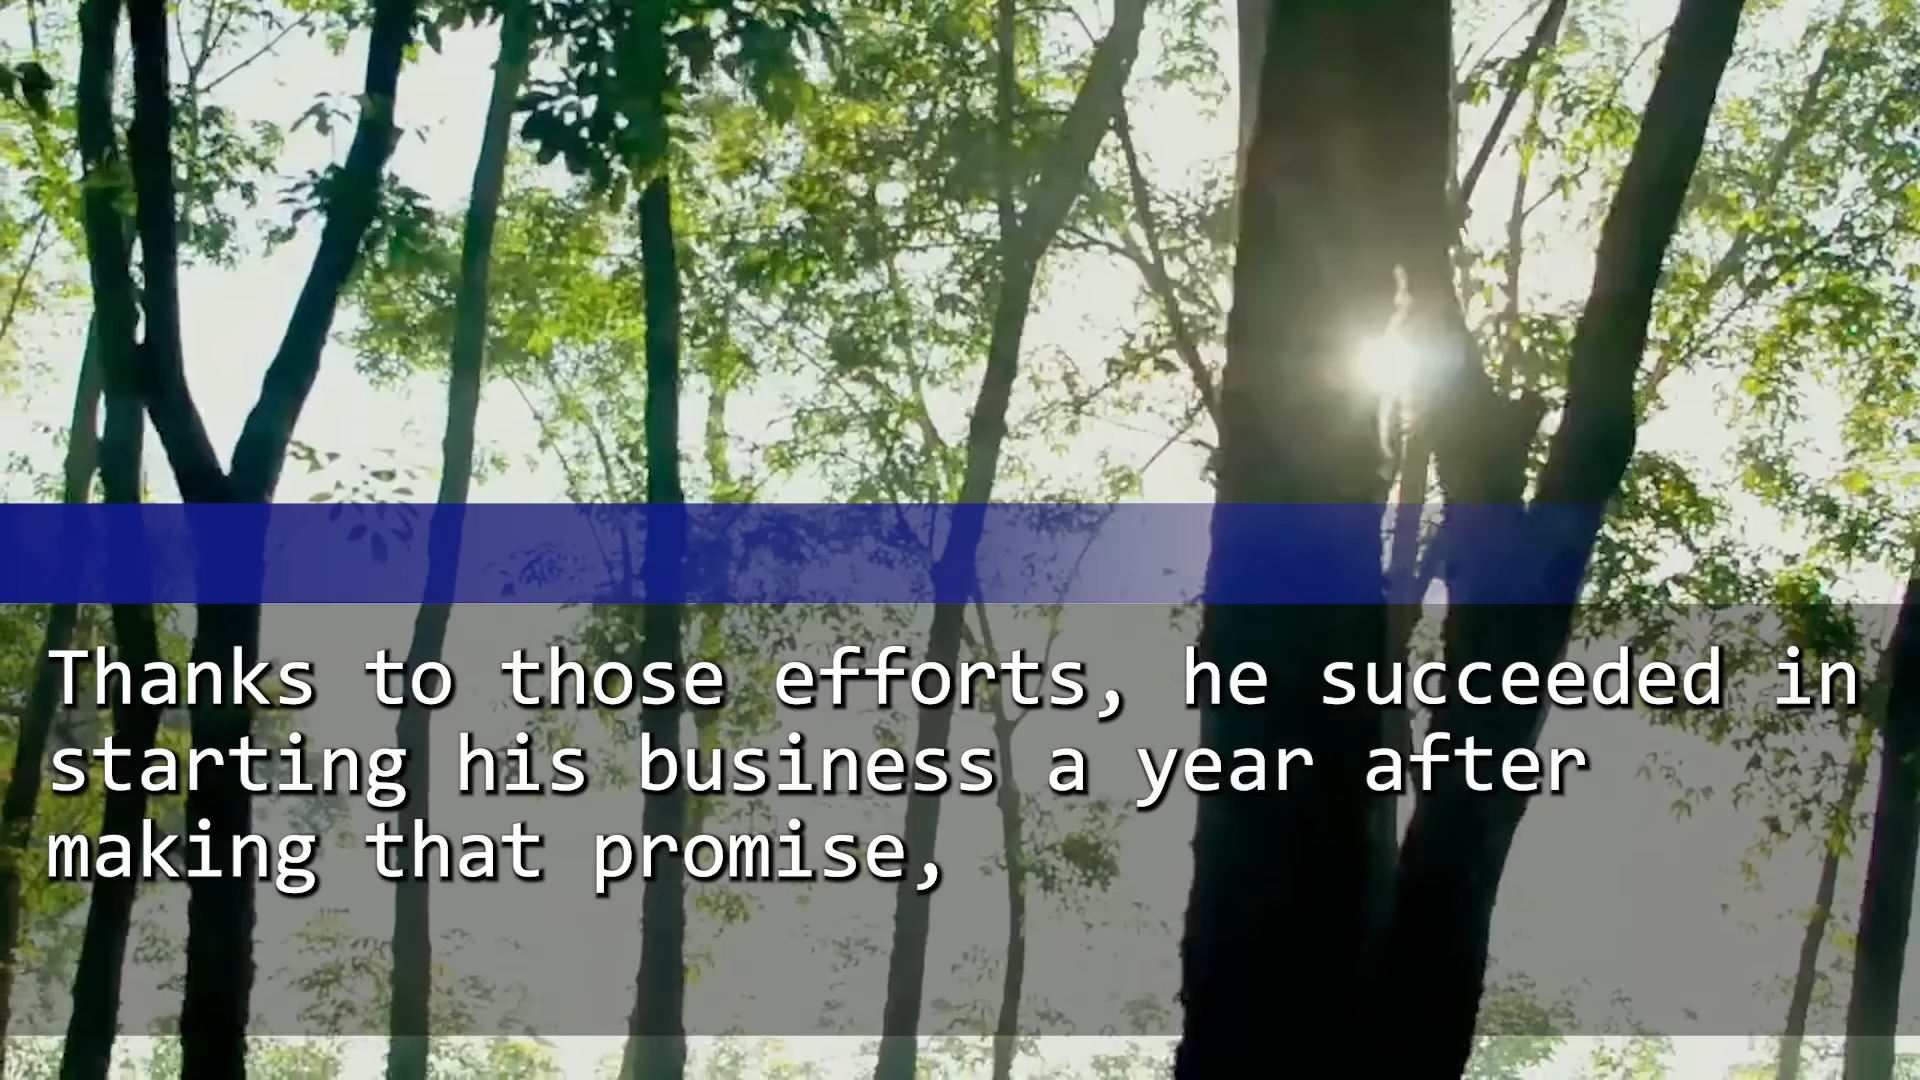 Thanks to those efforts, he succeeded in
starting his business a year after
making that promise,